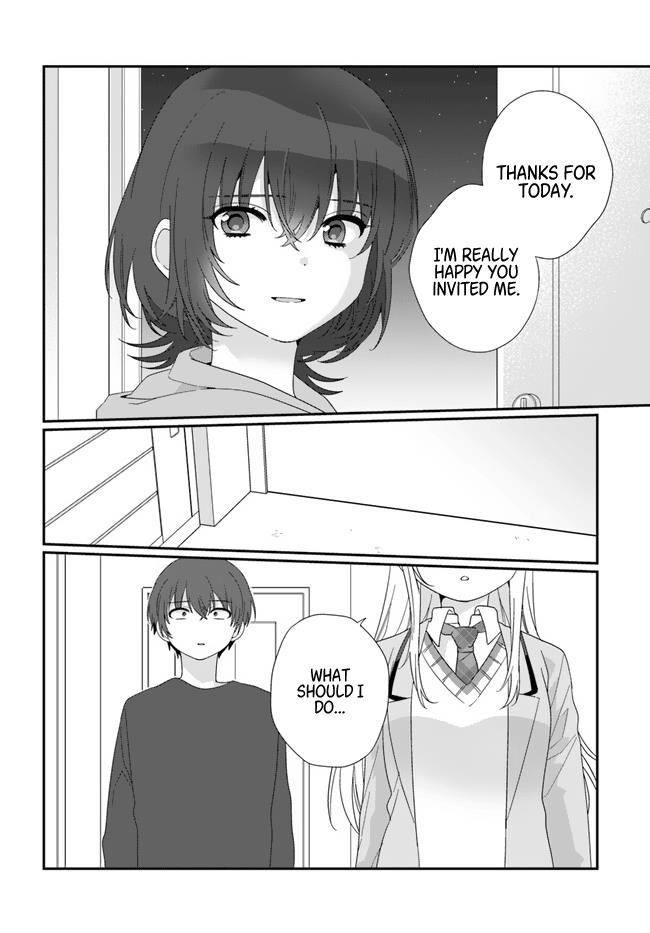 THANKS FOR
TODAY.
I'M REALLY
HAPPY YOU
INVITED ME.
WHAT
SHOULD I
DO...